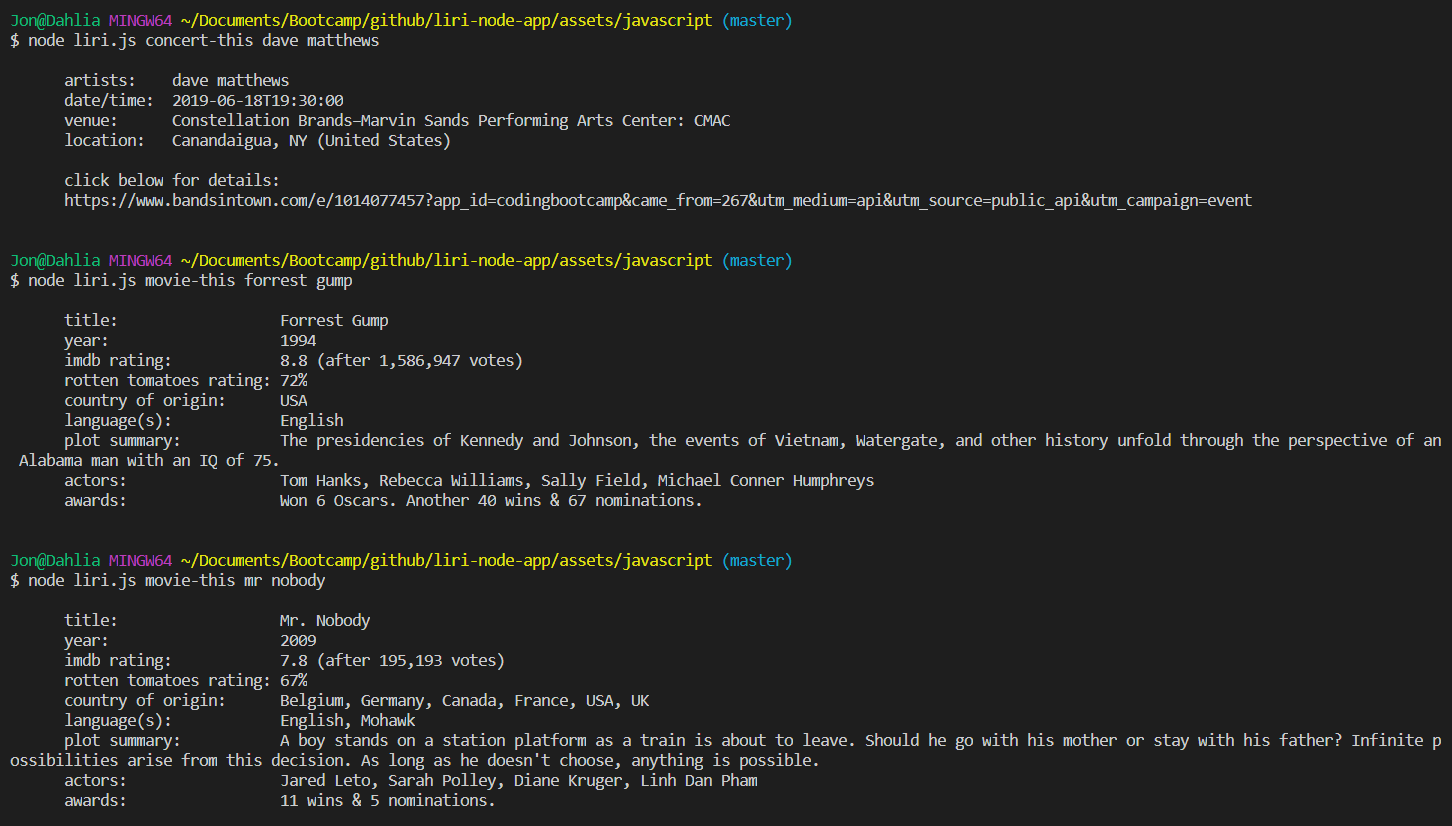 Jon@Dahlia MINGW64 ~/Documents/Bootcamp/github/liri-node-app/assets/javascript (master)
$ node liri.js concert-this dave matthews
artists:    dave matthews
date/time:  2019-06-18T19:30:00
venue:      Constellation Brands–Marvin Sands Performing Arts Center: CMAC
location:   Canandaigua, NY (United States)
click below for details:
https://www.bandsintown.com/e/1014077457?app_id=codingbootcamp&came_from=267&utm_medium=api&utm_source=public_api&utm_campaign=event
Jon@Dahlia MINGW64 ~/Documents/Bootcamp/github/liri-node-app/assets/javascript (master)
$ node liri.js movie-this forrest gump
title:                  Forrest Gump
year:                   1994
imdb rating:            8.8 (after 1,586,947 votes)
rotten tomatoes rating: 72%
country of origin:      USA
language(s):            English
plot summary:           The presidencies of Kennedy and Johnson, the events of Vietnam, Watergate, and other history unfold through the perspective of an
Alabama man with an IQ of 75.
actors:                 Tom Hanks, Rebecca Williams, Sally Field, Michael Conner Humphreys
awards:                 Won 6 Oscars. Another 40 wins & 67 nominations.
Jon@Dahlia MINGW64 ~/Documents/Bootcamp/github/liri-node-app/assets/javascript (master)
$ node liri.js movie-this mr nobody
title:                  Mr. Nobody
year:                   2009
imdb rating:            7.8 (after 195,193 votes)
rotten tomatoes rating: 67%
country of origin:      Belgium, Germany, Canada, France, USA, UK
language(s):            English, Mohawk
plot summary:           A boy stands on a station platform as a train is about to leave. Should he go with his mother or stay with his father? Infinite p
ossibilities arise from this decision. As long as he doesn't choose, anything is possible.
actors:                 Jared Leto, Sarah Polley, Diane Kruger, Linh Dan Pham
awards:                 11 wins & 5 nominations.